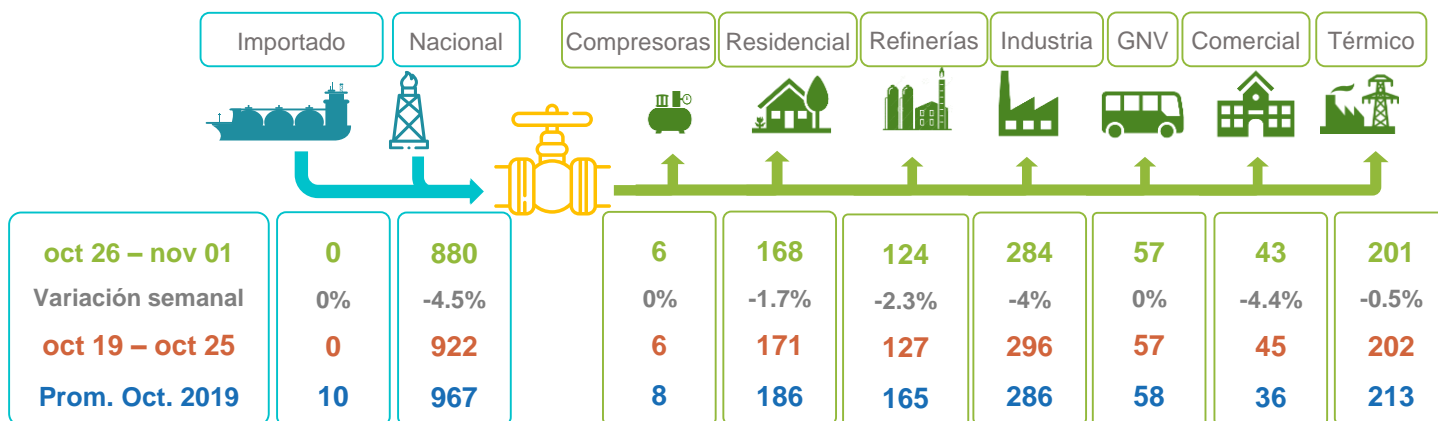 Importado Nacional Compresoras Residencial Refinerías Industria GNV Comercial Térmico
oct 26 – nov 01 0 880 6 168 124 284 57 43 201
Variación semanal 0% -4.5% 0% -1.7% -2.3% -4% 0% -4.4% -0.5%
oct 19 – oct 25 0 922 6 171 127 296 57 45 202
Prom. Oct. 2019 10 967 8 186 165 286 58 36 213